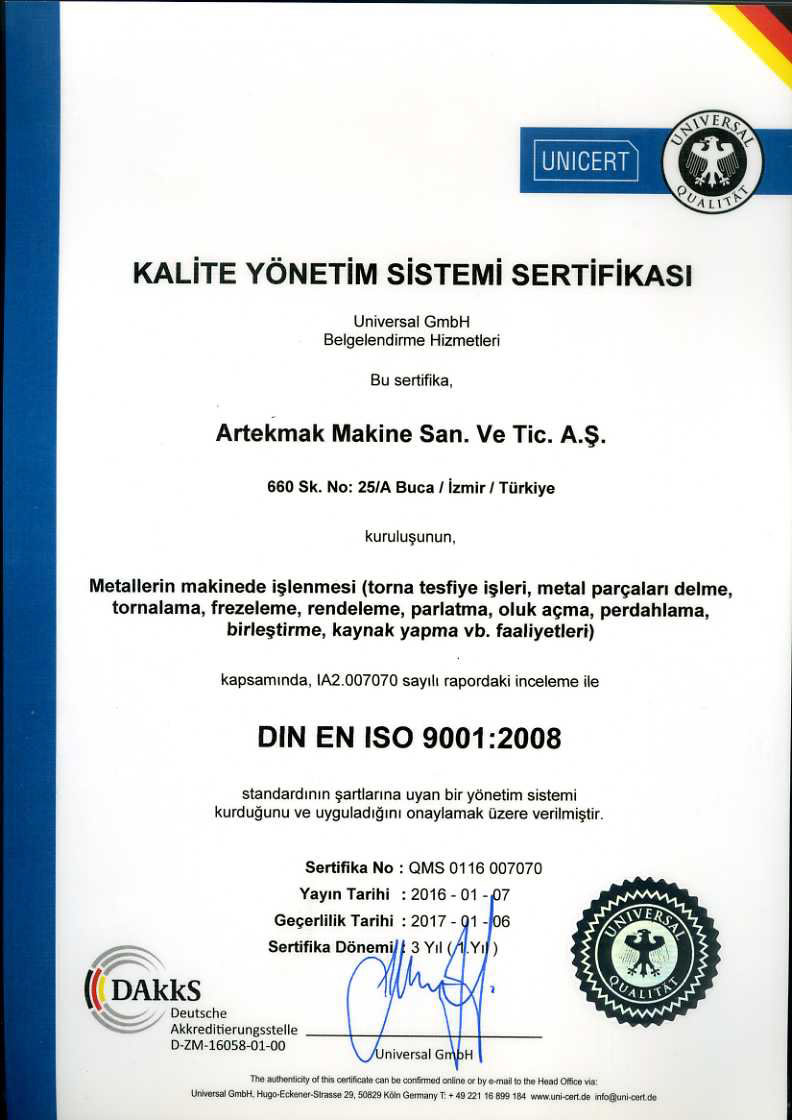 UNICERT
UNIVERSAL
QUALITÄT
KALİTE YÖNETİM SİSTEMİ SERTİFİKASI
Universal GmbH
Belgelendirme Hizmetleri
Bu sertifika,
Artekmak Makine San. Ve Tic. A.Ş.
660 Sk. No: 25/A Buca / İzmir / Türkiye
kuruluşunun,
Metallerin makinede işlenmesi (torna tesfiye işleri, metal parçaları delme,
tornalama, frezeleme, rendeleme, parlatma, oluk açma, perdahlama,
birleştirme, kaynak yapma vb. faaliyetleri)
kapsamında, IA2.007070 sayılı rapordaki inceleme ile
DIN EN ISO 9001:2008
standardının şartlarına uyan bir yönetim sistemi
kurduğunu ve uyguladığını onaylamak üzere verilmiştir.
Sertifika No : QMS 0116 007070
Yayın Tarihi : 2016 - 01 - 07
Geçerlilik Tarihi : 2017 - 01 - 06
Sertifika Dönemi : 3 Yıl ( 1.Yıl )
UNIVERSAL
QUALITÄT
DAkkS
Deutsche
Akkreditierungsstelle
D-ZM-16058-01-00
Universal GmbH
The authenticity of this certificate can be confirmed online or by e-mail to the Head Office via:
Universal GmbH, Hugo-Eckener-Strasse 29, 50829 Köln Germany T: + 49 221 16 899 184 www.uni-cert.de info@uni-cert.de